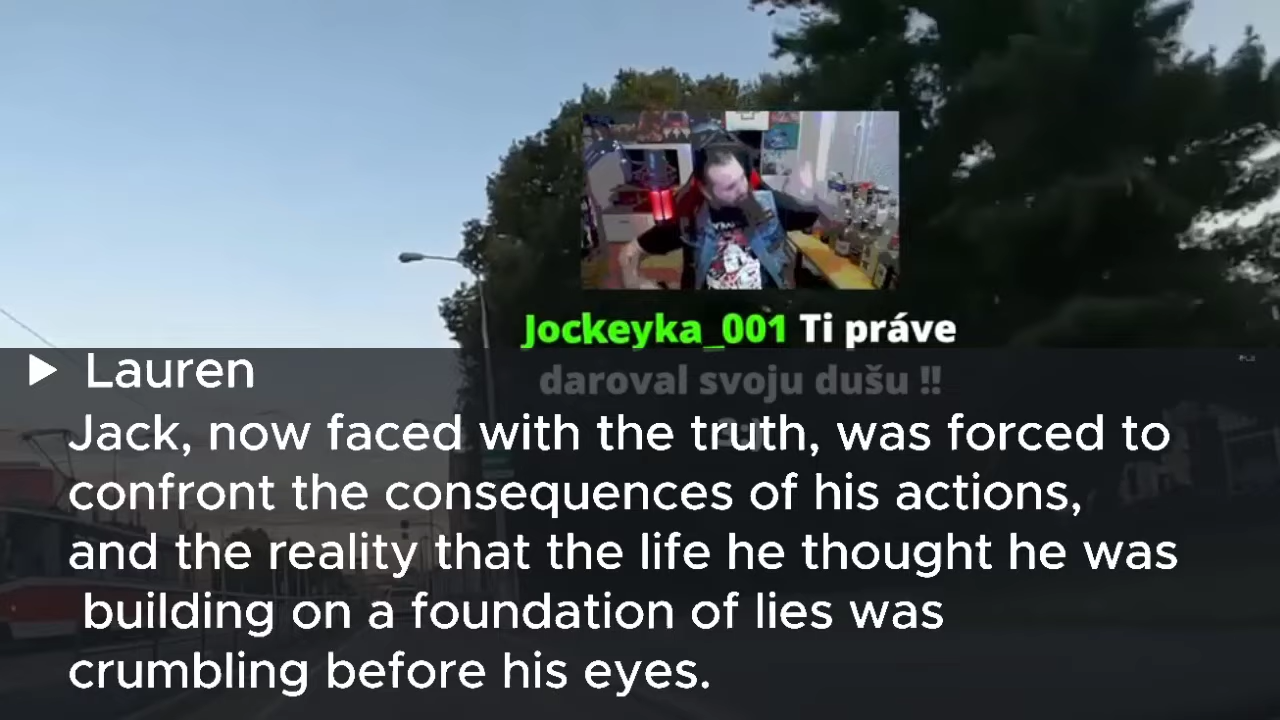 Jockeyka_001 Ti práve
daroval svoju dušu !!
Lauren
Jack, now faced with the truth, was forced to
confront the consequences of his actions,
and the reality that the life he thought he was
building on a foundation of lies was
crumbling before his eyes.